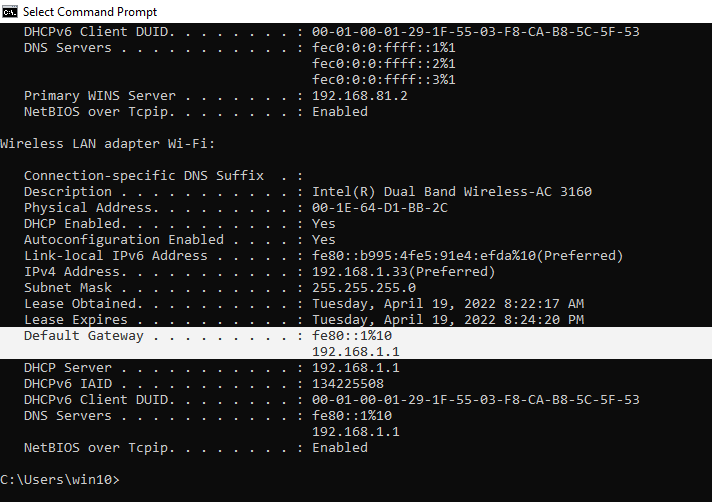 Select Command Prompt
DHCPv6 Client DUID. . . . . . . . : 00-01-00-01-29-1F-55-03-F8-CA-B8-5C-5F-53
DNS Servers . . . . . . . . . . . : fec0:0:0:ffff::1%1
fec0:0:0:ffff::2%1
fec0:0:0:ffff::3%1
Primary WINS Server . . . . . . . : 192.168.81.2
NetBIOS over Tcpip. . . . . . . . : Enabled
Wireless LAN adapter Wi-Fi:
Connection-specific DNS Suffix  . :
Description . . . . . . . . . . . : Intel(R) Dual Band Wireless-AC 3160
Physical Address. . . . . . . . . : 00-1E-64-D1-BB-2C
DHCP Enabled. . . . . . . . . . . : Yes
Autoconfiguration Enabled . . . . : Yes
Link-local IPv6 Address . . . . . : fe80::b995:4fe5:91e4:efda%10(Preferred)
IPv4 Address. . . . . . . . . . . : 192.168.1.33(Preferred)
Subnet Mask . . . . . . . . . . . : 255.255.255.0
Lease Obtained. . . . . . . . . . : Tuesday, April 19, 2022 8:22:17 AM
Lease Expires . . . . . . . . . . : Tuesday, April 19, 2022 8:24:20 PM
Default Gateway . . . . . . . . . : fe80::1%10
192.168.1.1
DHCP Server . . . . . . . . . . . : 192.168.1.1
DHCPv6 IAID . . . . . . . . . . . : 134225508
DHCPv6 Client DUID. . . . . . . . : 00-01-00-01-29-1F-55-03-F8-CA-B8-5C-5F-53
DNS Servers . . . . . . . . . . . : fe80::1%10
192.168.1.1
NetBIOS over Tcpip. . . . . . . . : Enabled
C:\Users\win10>